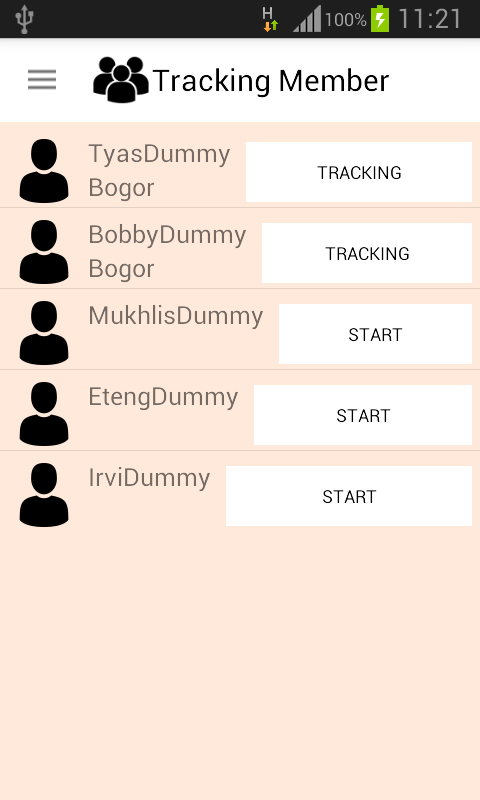 H 100% 11:21
Tracking Member
TyasDummy
Bogor
TRACKING
BobbyDummy
Bogor
TRACKING
MukhlisDummy
START
EtengDummy
START
IrviDummy
START